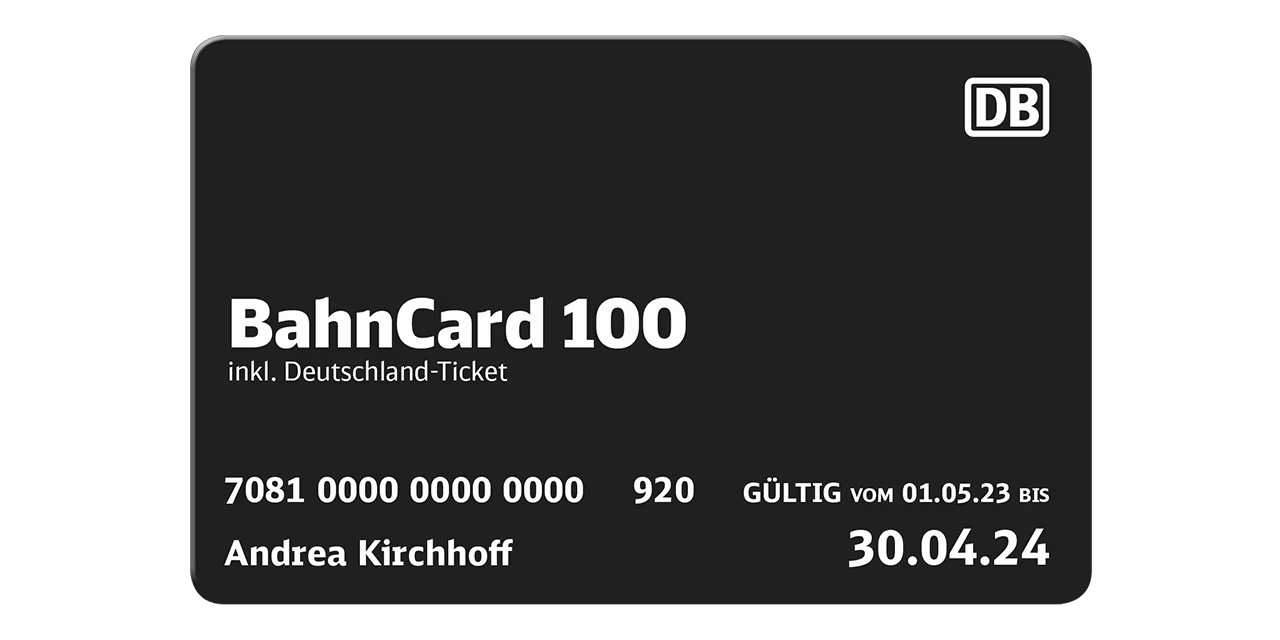 DB
BahnCard 100
inkl. Deutschland-Ticket
7081 0000 0000 0000 920 GÜLTIG VOM 01.05.23 BIS
Andrea Kirchhoff 30.04.24